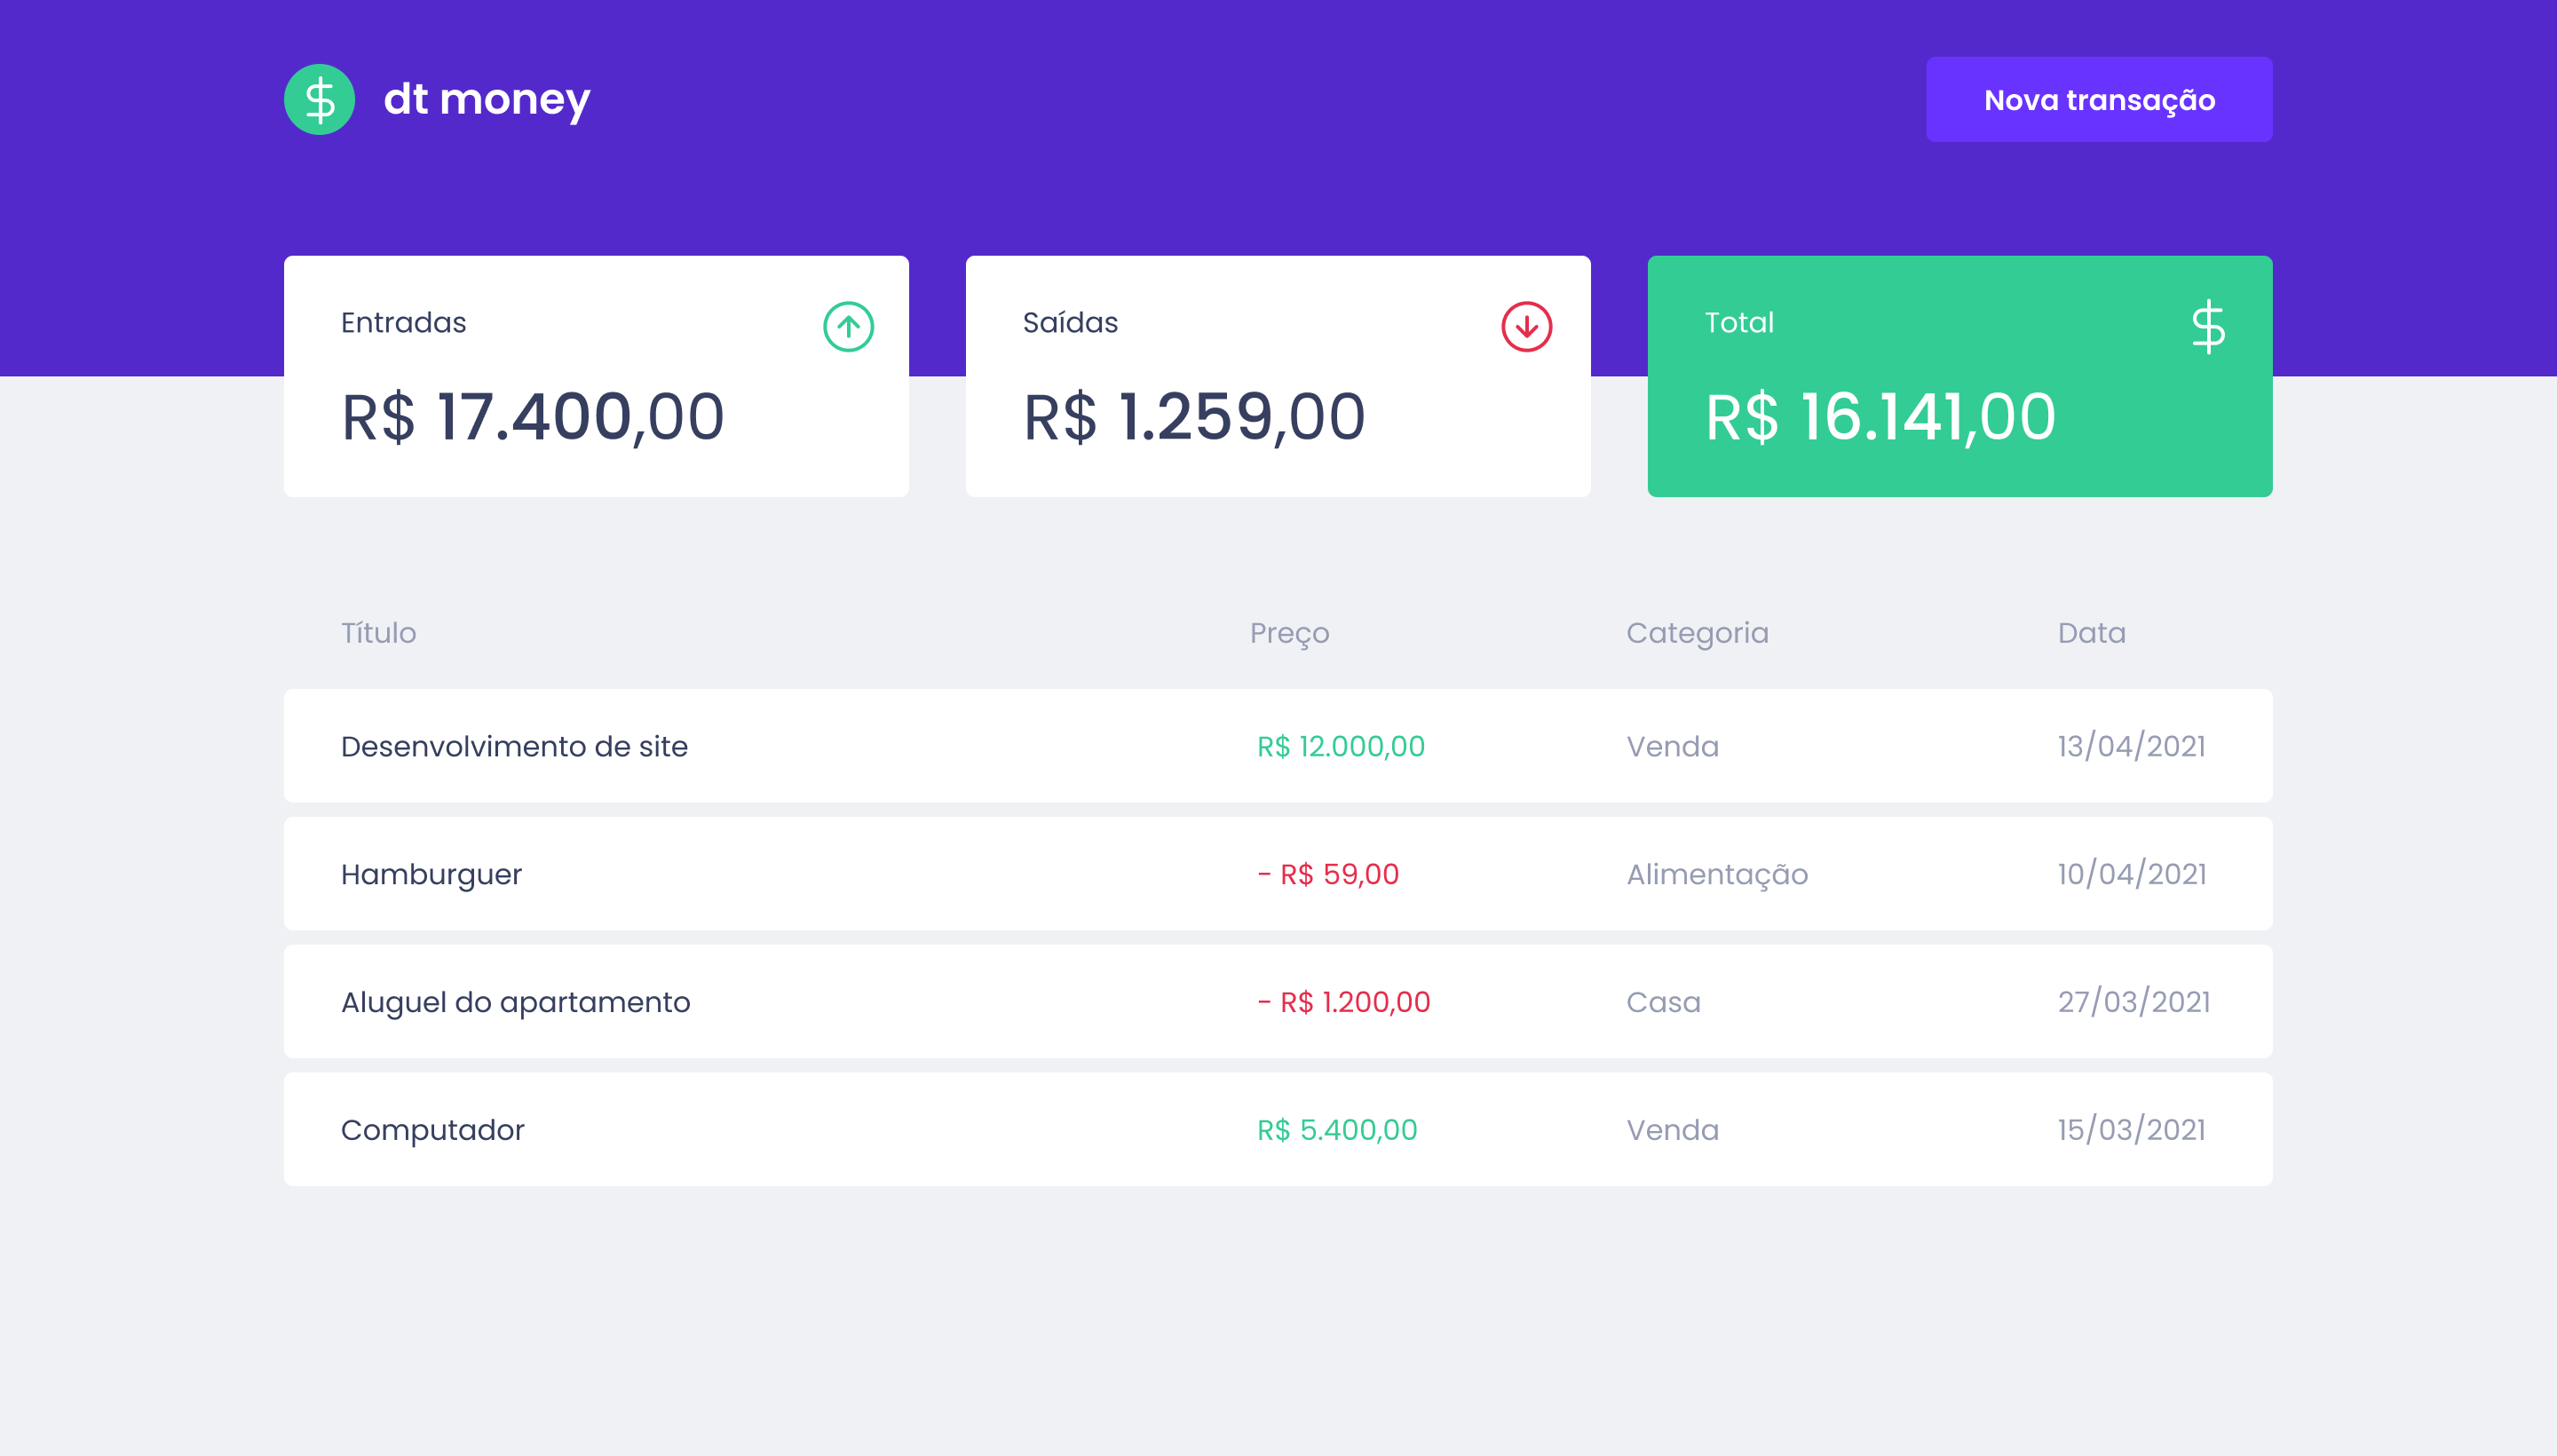 dt money
Nova transação
Entradas
R$ 17.400,00
Saídas
R$ 1.259,00
Total
R$ 16.141,00
Título Preço Categoria Data
Desenvolvimento de site R$ 12.000,00 Venda 13/04/2021
Hamburguer - R$ 59,00 Alimentação 10/04/2021
Aluguel do apartamento - R$ 1.200,00 Casa 27/03/2021
Computador R$ 5.400,00 Venda 15/03/2021